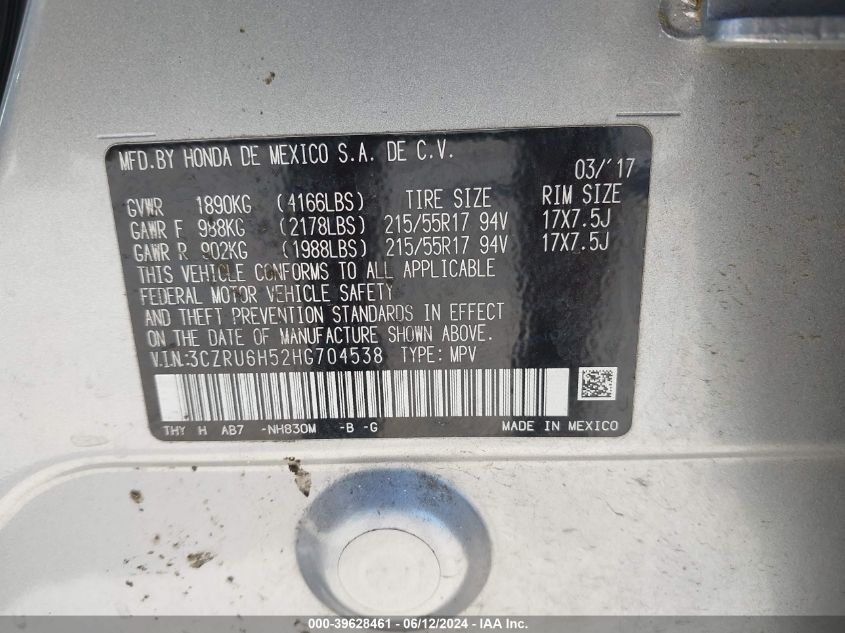 MFD.BY HONDA DE MEXICO S.A. DE C.V.
03/'17
GVWR 1890KG (4166LBS) TIRE SIZE RIM SIZE
GAWR F 988KG (2178LBS) 215/55R17 94V 17X7.5J
GAWR R 902KG (1988LBS) 215/55R17 94V 17X7.5J
THIS VEHICLE CONFORMS TO ALL APPLICABLE
FEDERAL MOTOR VEHICLE SAFETY
AND THEFT PREVENTION STANDARDS IN EFFECT
ON THE DATE OF MANUFACTURE SHOWN ABOVE.
V.I.N:3CZRU6H52HG704538 TYPE: MPV
THY H AB7 -NH830M -B -G MADE IN MEXICO
000-39628461 - 06/12/2024 - IAA Inc.